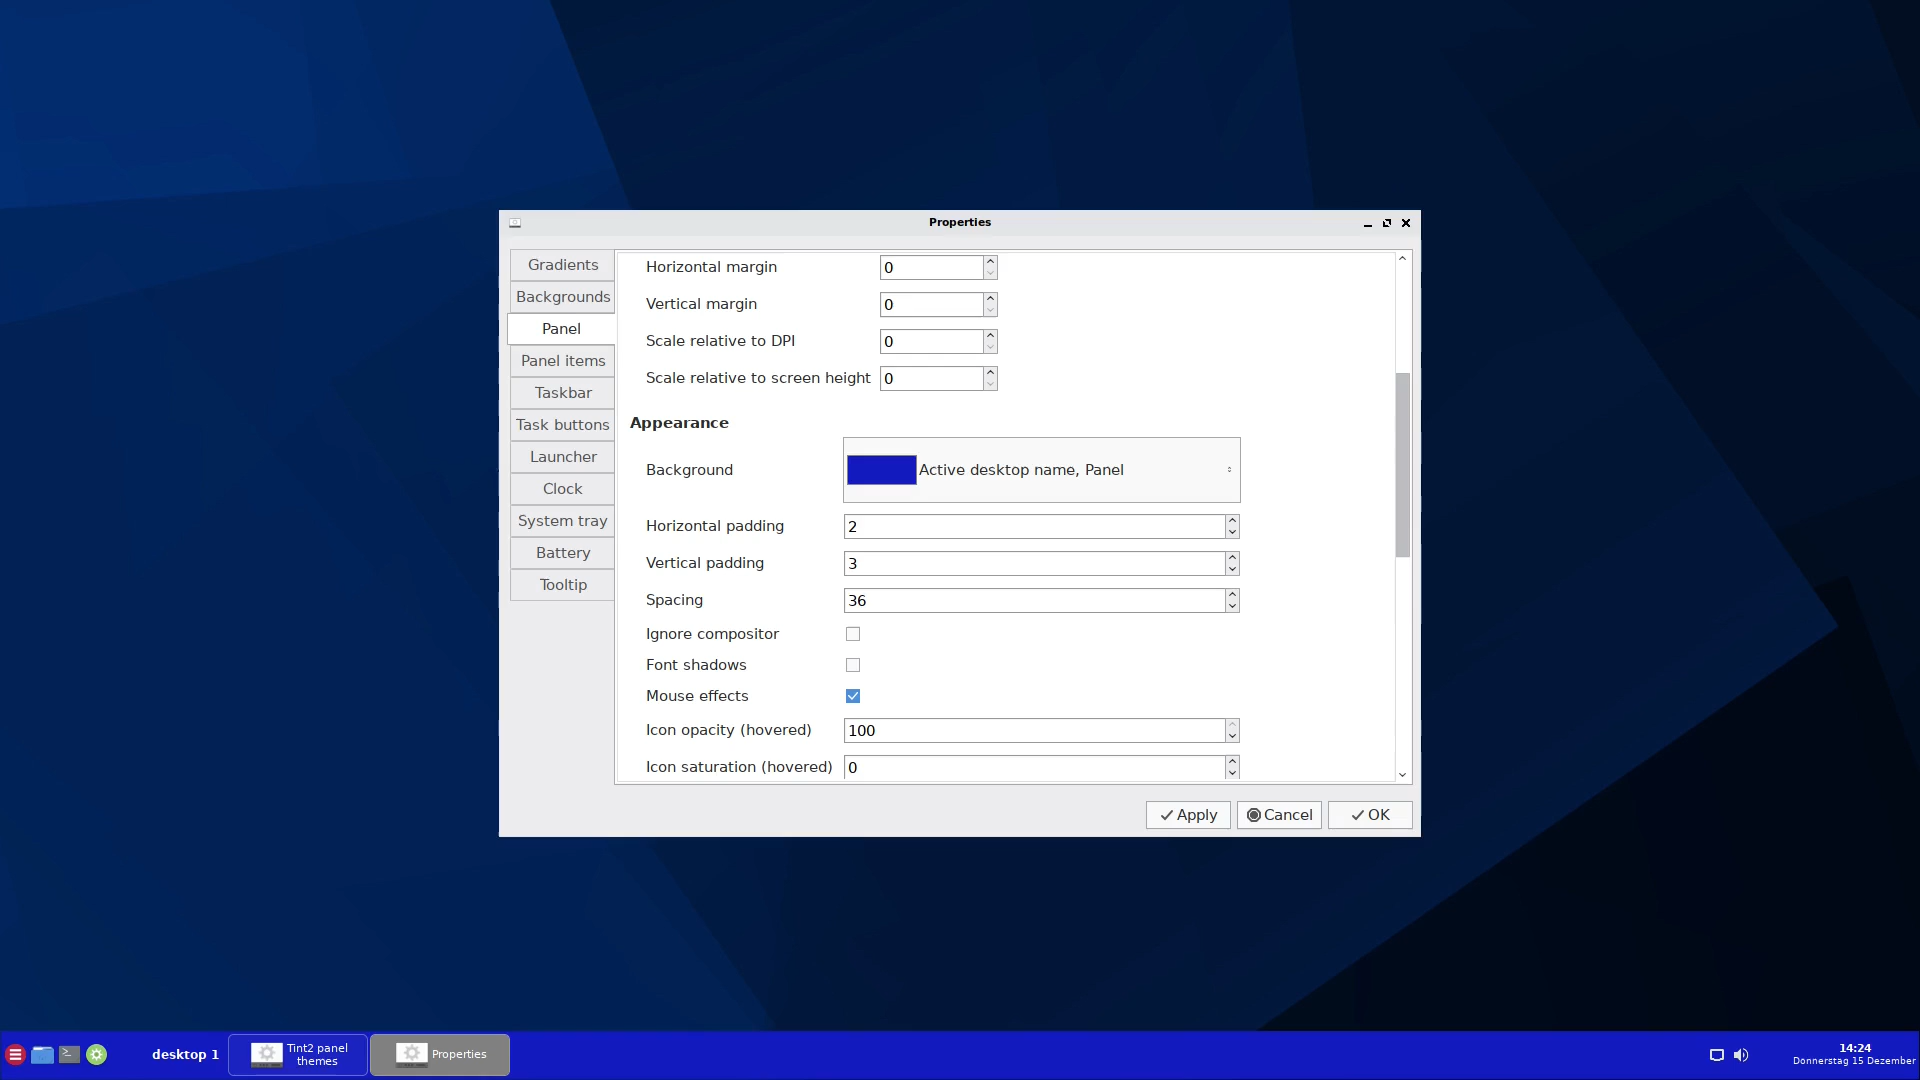 Properties
Gradients
Backgrounds
Panel
Panel items
Taskbar
Task buttons
Launcher
Clock
System tray
Battery
Tooltip
Horizontal margin 0
Vertical margin 0
Scale relative to DPI 0
Scale relative to screen height 0
Appearance
Background Active desktop name, Panel
Horizontal padding 2
Vertical padding 3
Spacing 36
Ignore compositor
Font shadows
Mouse effects
Icon opacity (hovered) 100
Icon saturation (hovered) 0
Apply Cancel OK
desktop 1
Tint2 panel
themes
Properties
14:24
Donnerstag 15 Dezember